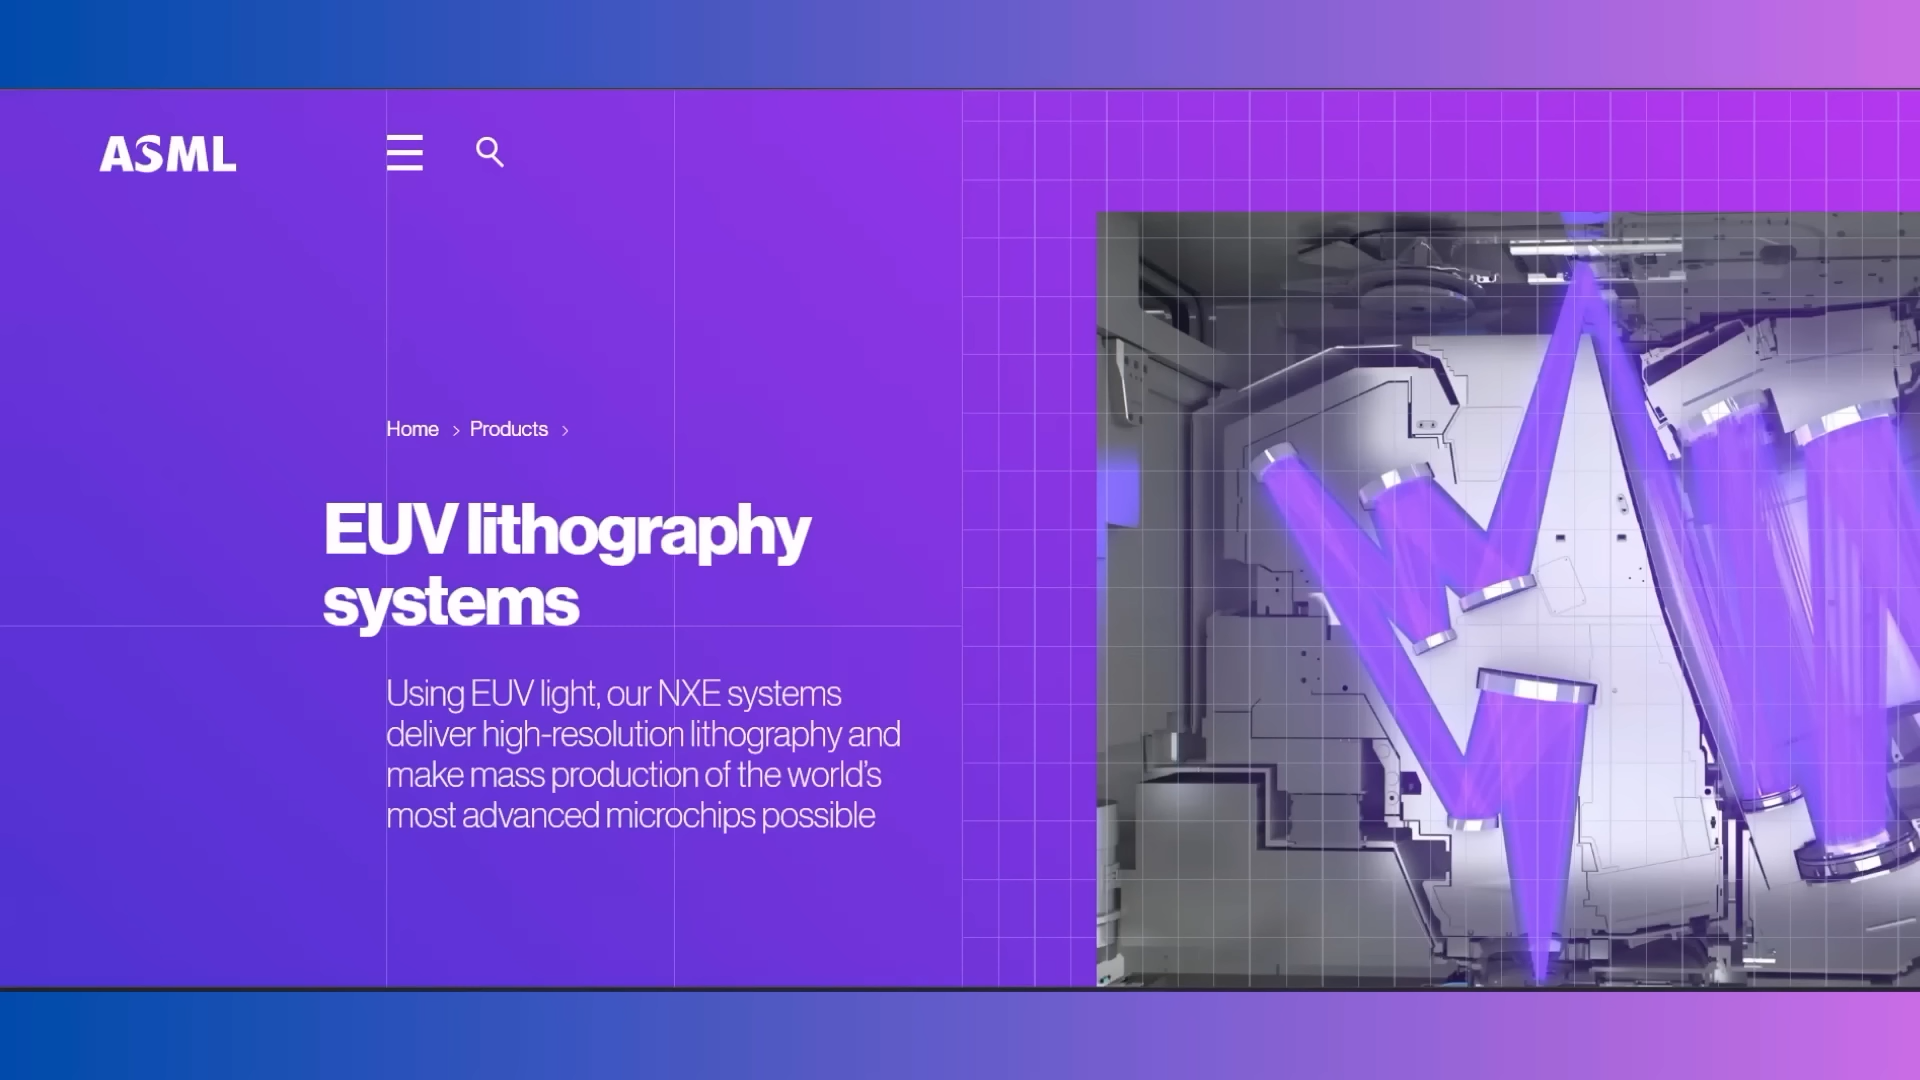 ASML
Home > Products >
EUV lithography
systems
Using EUV light, our NXE systems
deliver high-resolution lithography and
make mass production of the world’s
most advanced microchips possible